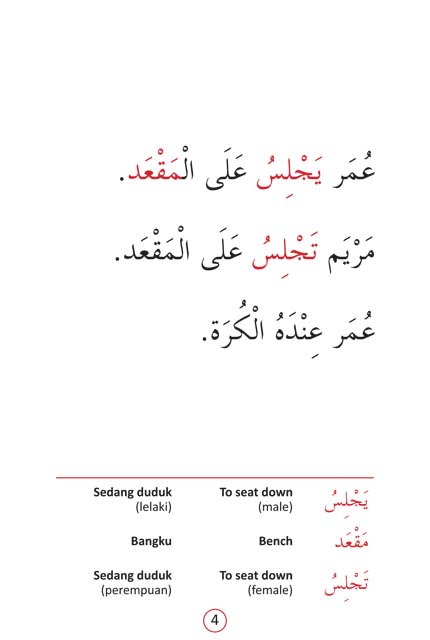 عُمَر يَجْلِسُ عَلَى الْمَقْعَد.
مَرْيَم تَجْلِسُ عَلَى الْمَقْعَد.
عُمَر عِنْدَهُ الْكُرَة.
يَجْلِسُ To seat down (male) Sedang duduk (lelaki)
مَقْعَد Bench Bangku
تَجْلِسُ To seat down (female) Sedang duduk (perempuan)
4